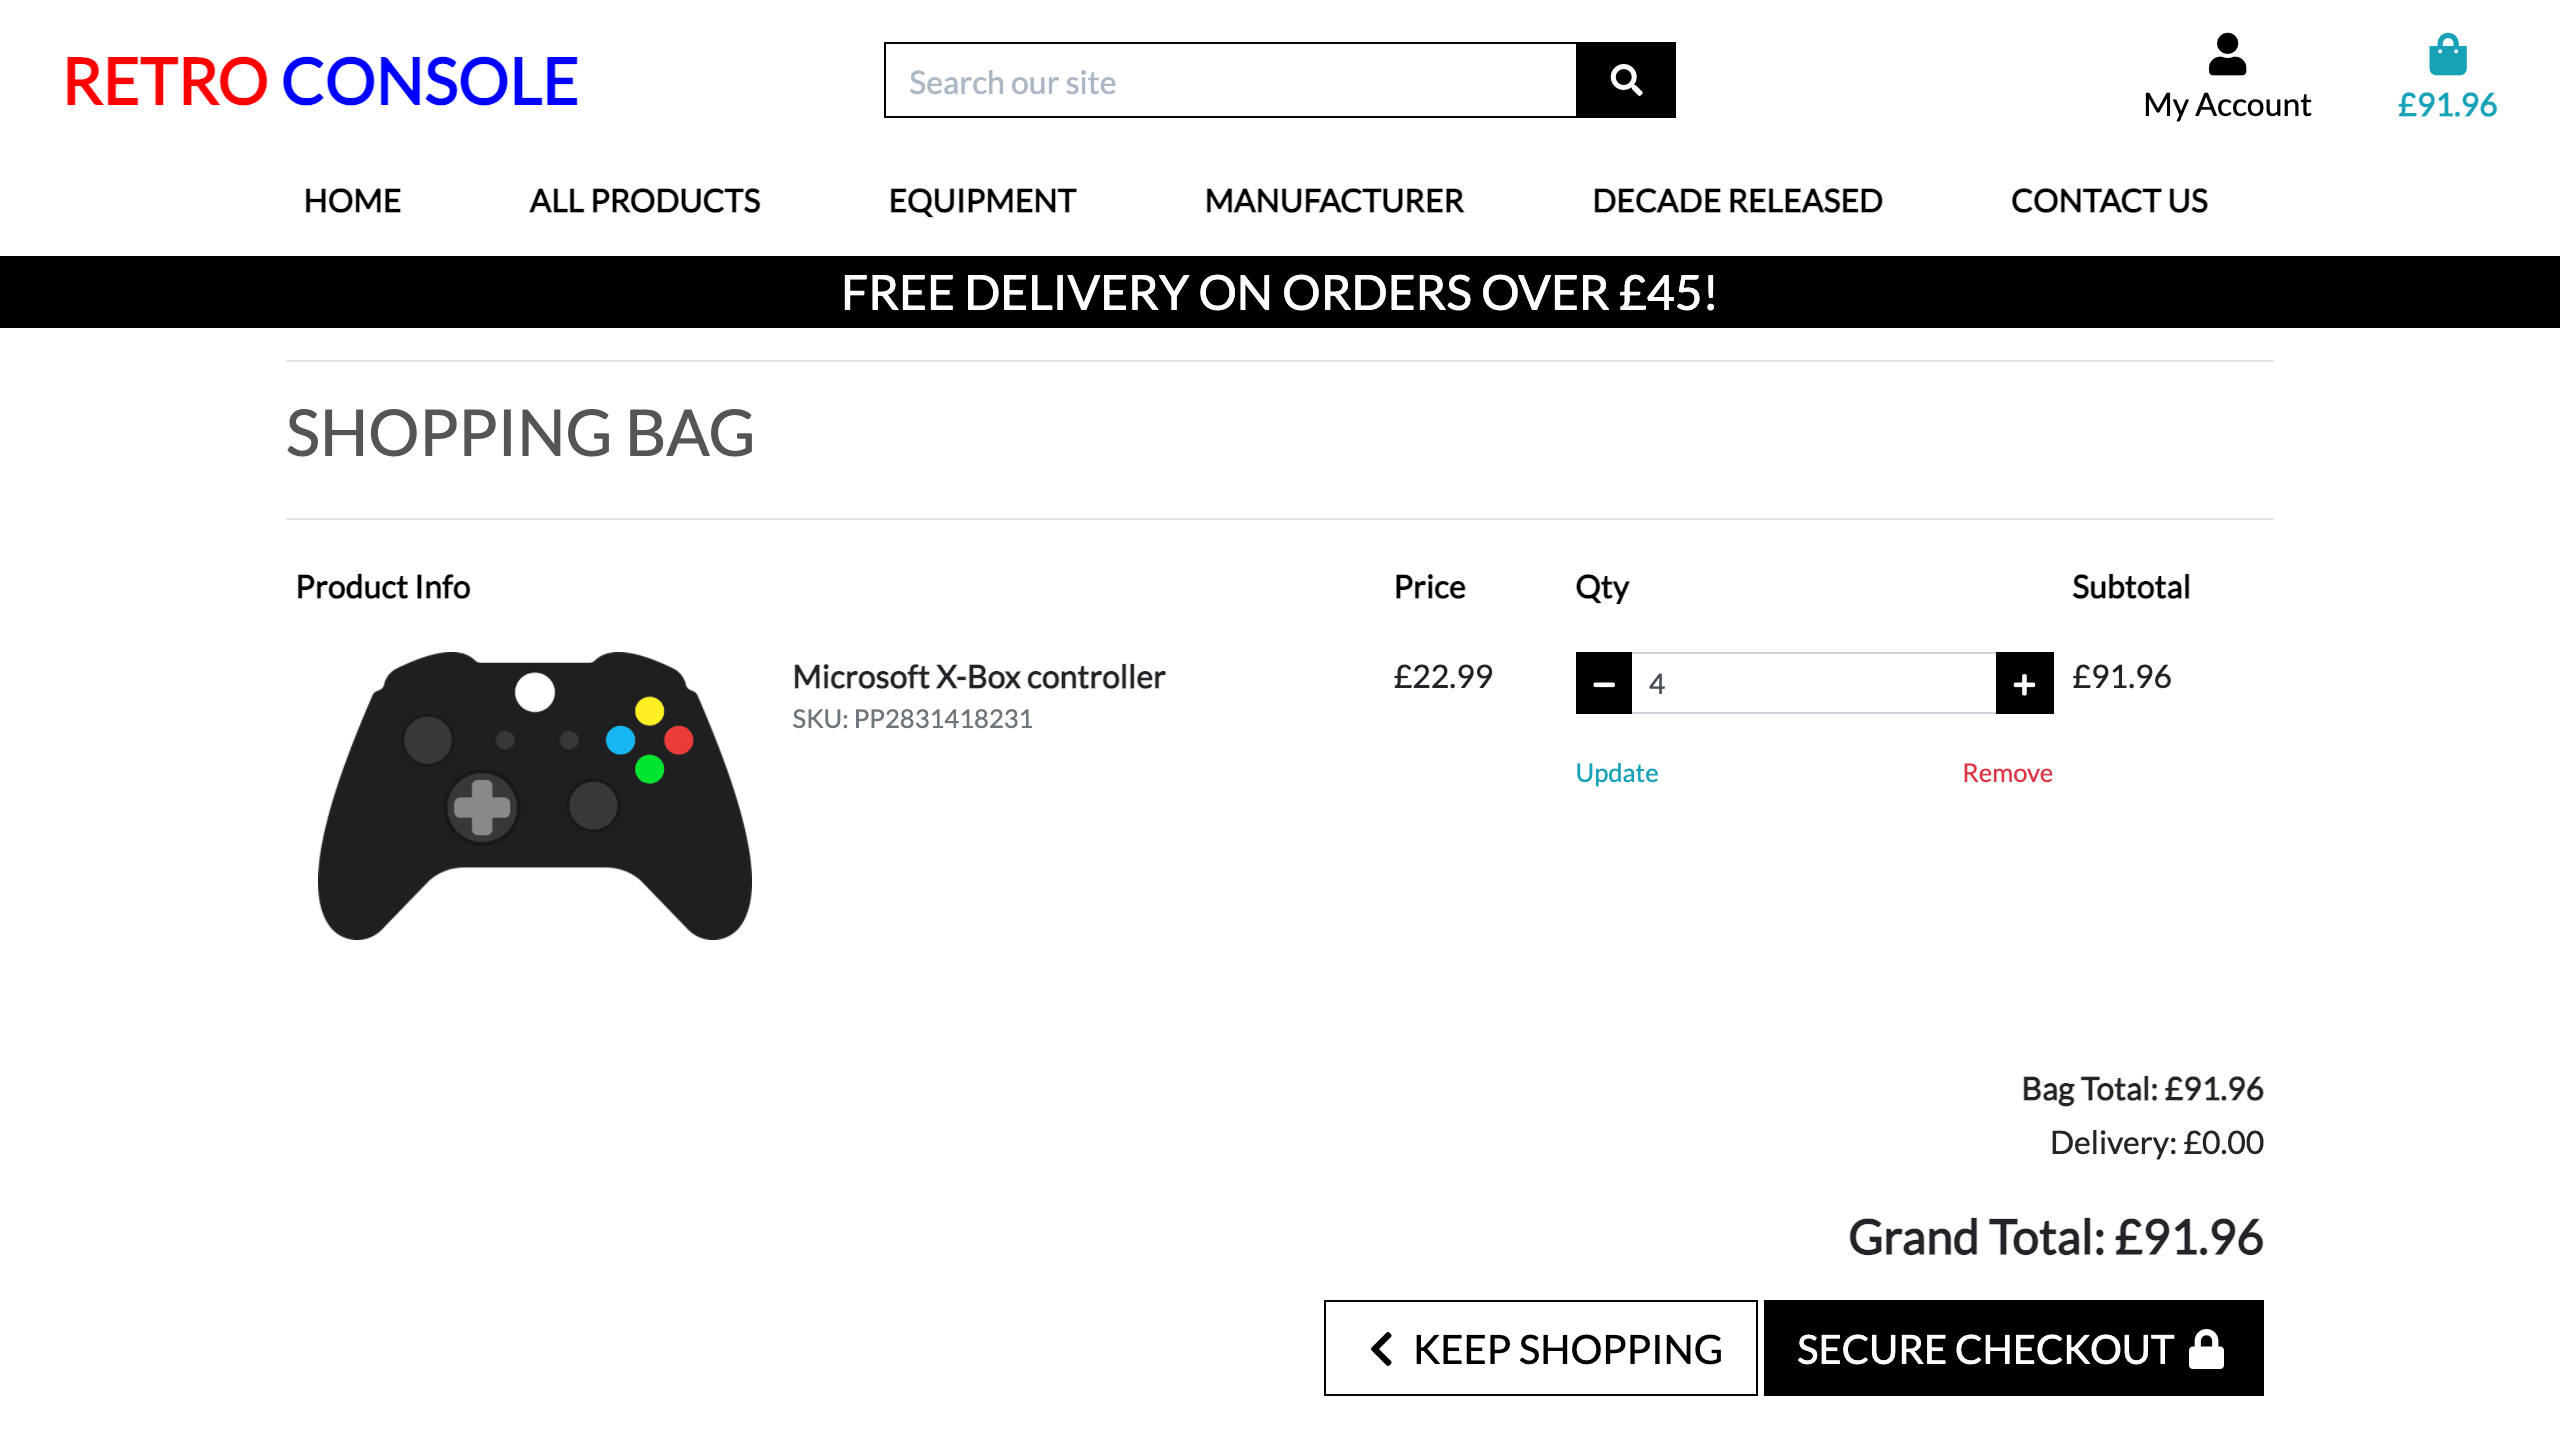 RETRO CONSOLE
Search our site
My Account
£91.96
HOME
ALL PRODUCTS
EQUIPMENT
MANUFACTURER
DECADE RELEASED
CONTACT US
FREE DELIVERY ON ORDERS OVER £45!
SHOPPING BAG
Product Info
Price
Qty
Subtotal
Microsoft X-Box controller
SKU: PP2831418231
£22.99
4
£91.96
Update
Remove
Bag Total: £91.96
Delivery: £0.00
Grand Total: £91.96
KEEP SHOPPING
SECURE CHECKOUT